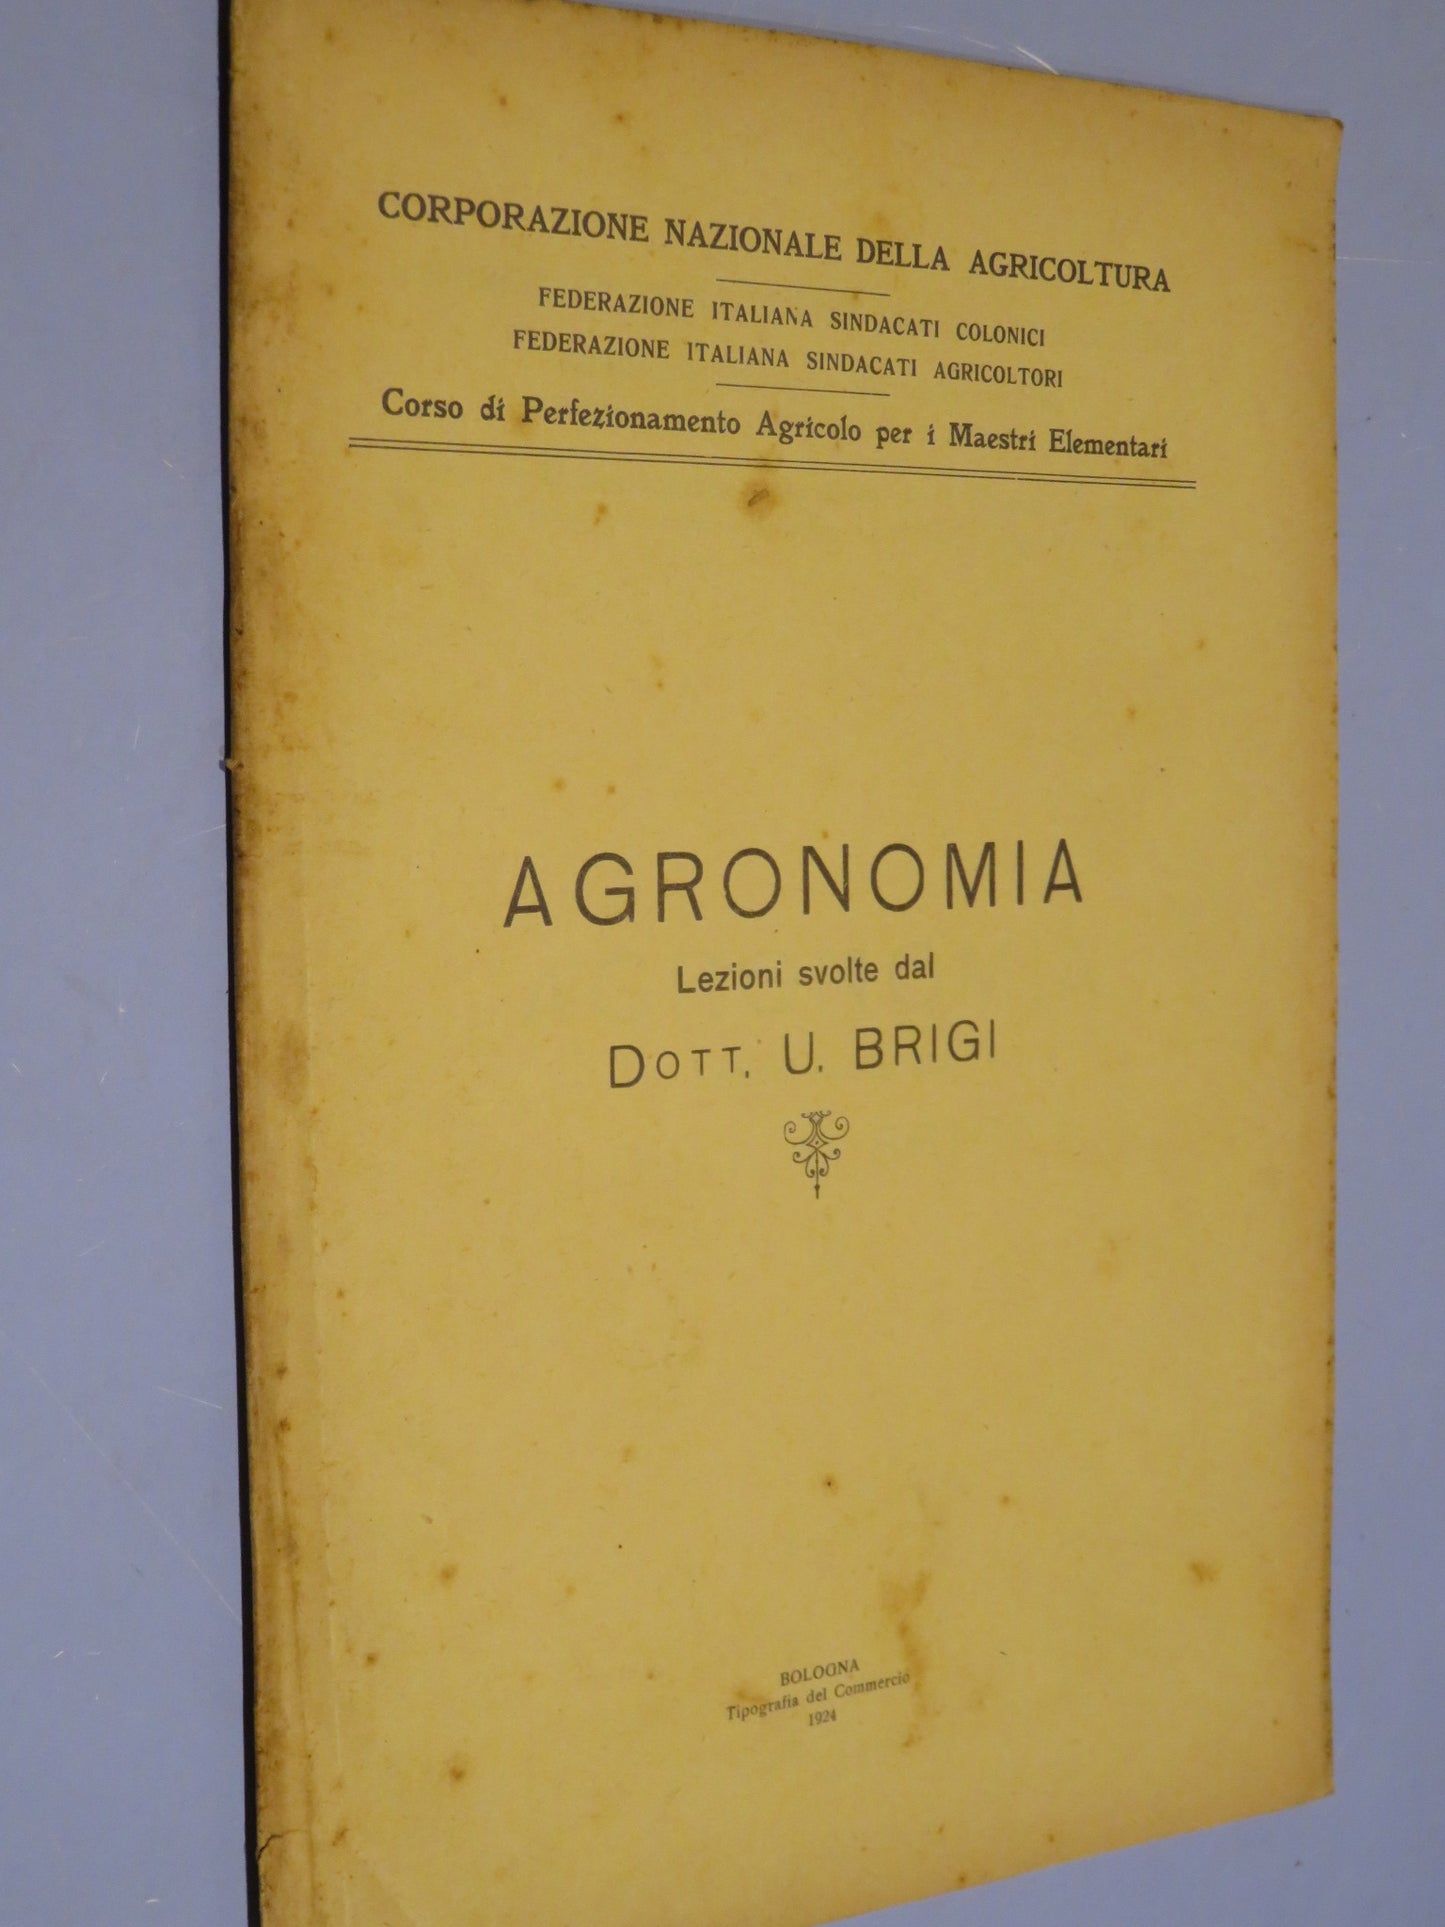 CORPORAZIONE NAZIONALE DELLA AGRICOLTURA
FEDERAZIONE ITALIANA SINDACATI COLONICI
FEDERAZIONE ITALIANA SINDACATI AGRICOLTORI
Corso di Perfezionamento Agricolo per i Maestri Elementari
AGRONOMIA
Lezioni svolte dal
DOTT. U. BRIGI
BOLOGNA
Tipografia del Commercio
1924